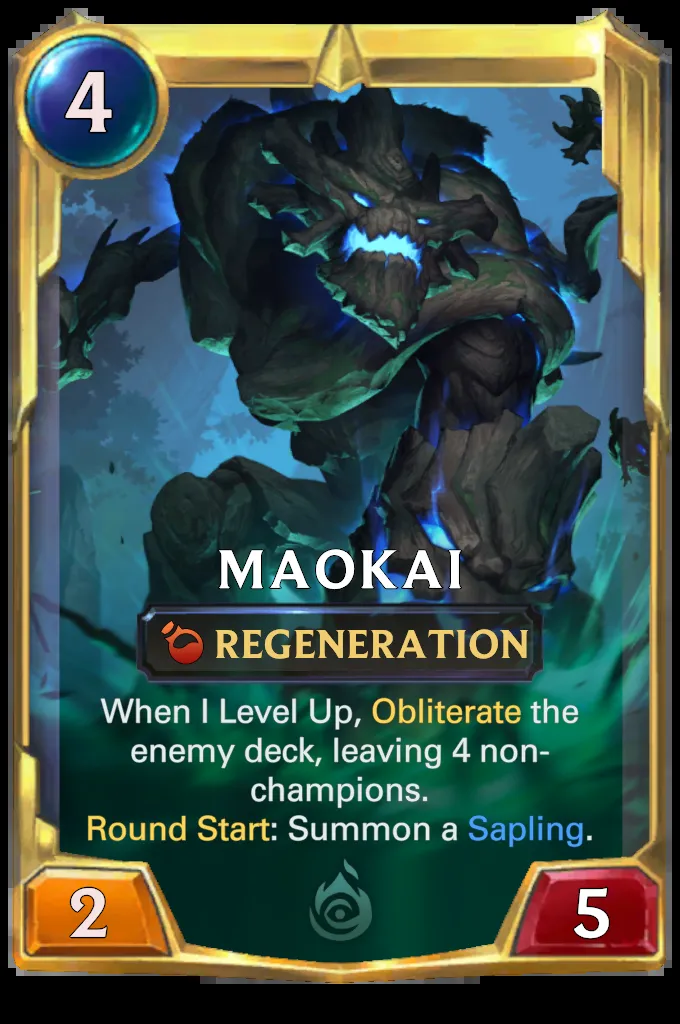 4
MAOKAI
REGENERATION
When I Level Up, Obliterate the
enemy deck, leaving 4 non-
champions.
Round Start: Summon a Sapling.
2
5